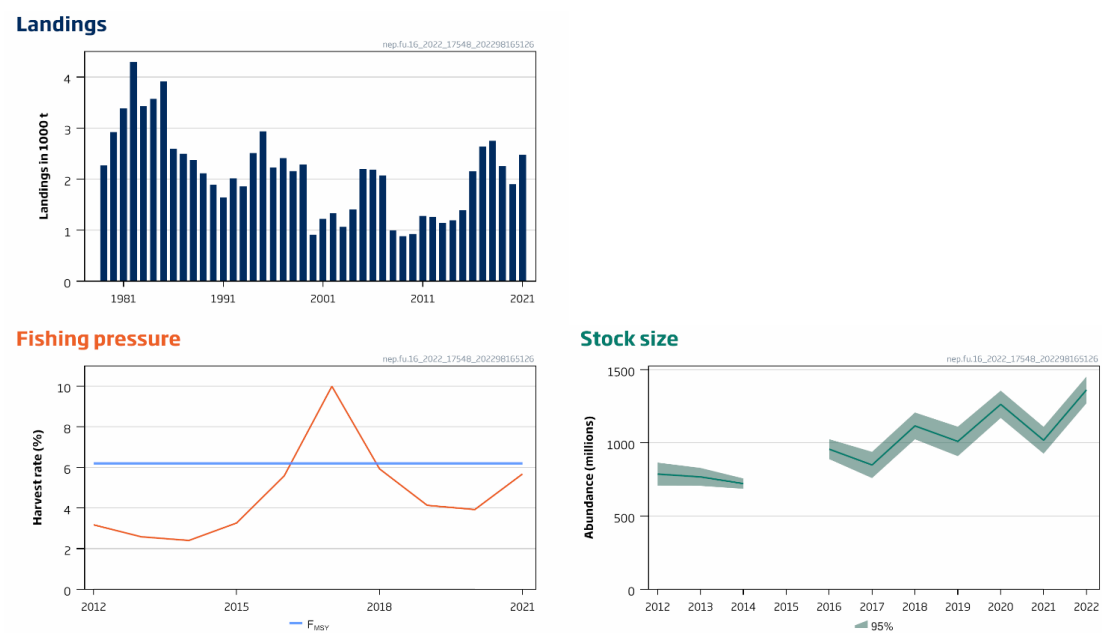 Landings
nep.fu.16_2022_17548_202298165126
Landings in 1000 t
4
3
2
1
0
1981 1991 2001 2011 2021
Fishing pressure
nep.fu.16_2022_17548_202298165126
Harvest rate (%)
10
8
6
4
2
0
2012 2015 2018 2021
FMSY
Stock size
nep.fu.16_2022_17548_202298165126
Abundance (millions)
1500
1000
500
0
2012 2013 2014 2015 2016 2017 2018 2019 2020 2021 2022
95%